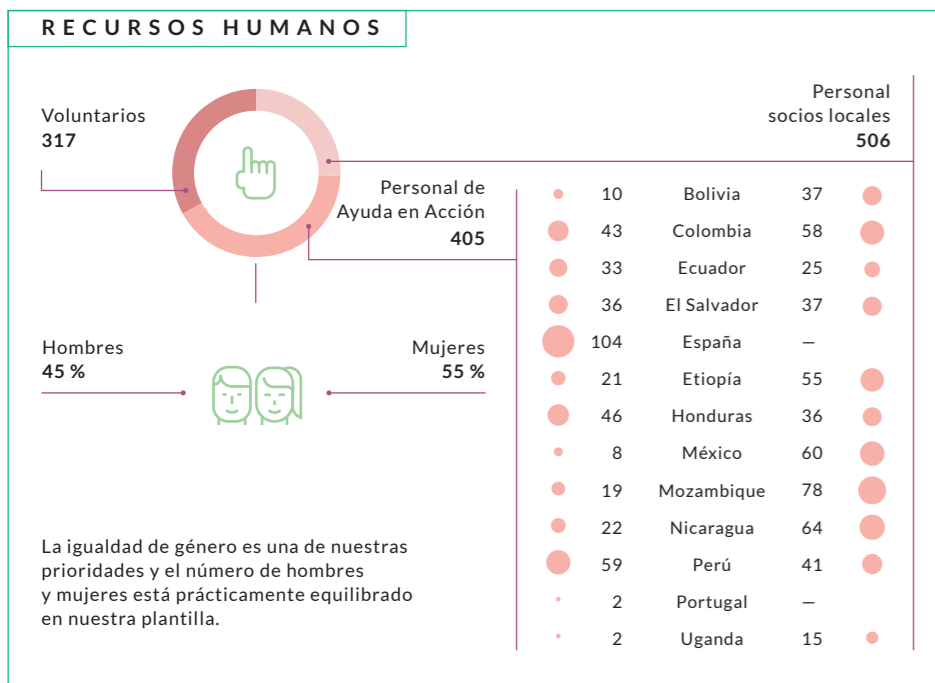 RECURSOS HUMANOS
Voluntarios
317
Personal
socios locales
506
Personal de
Ayuda en Acción
405
Hombres
45 %
Mujeres
55 %
10 Bolivia 37
43 Colombia 58
33 Ecuador 25
36 El Salvador 37
104 España —
21 Etiopía 55
46 Honduras 36
8 México 60
19 Mozambique 78
22 Nicaragua 64
59 Perú 41
2 Portugal —
2 Uganda 15
La igualdad de género es una de nuestras
prioridades y el número de hombres
y mujeres está prácticamente equilibrado
en nuestra plantilla.